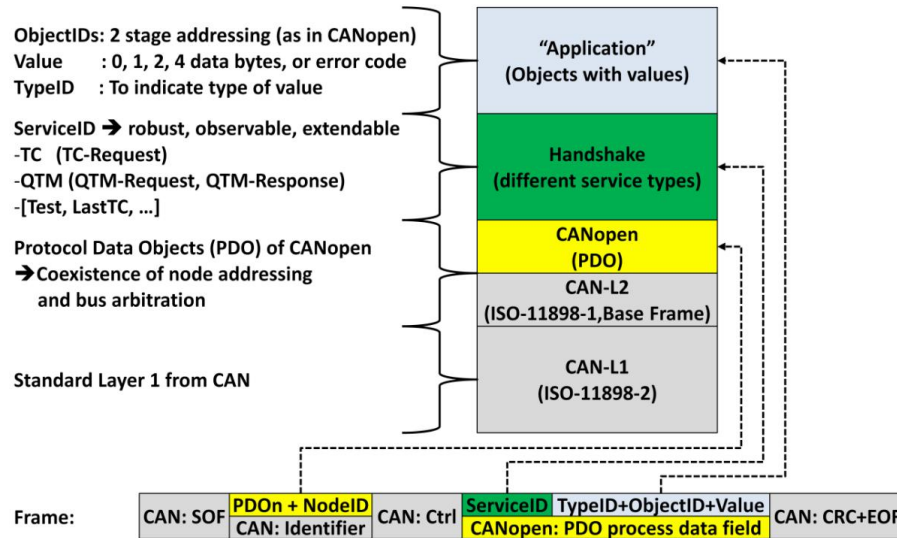 ObjectIDs: 2 stage addressing (as in CANopen)
Value : 0, 1, 2, 4 data bytes, or error code
TypeID : To indicate type of value
ServiceID ➔ robust, observable, extendable
-TC (TC-Request)
-QTM (QTM-Request, QTM-Response)
-[Test, LastTC, ...]
Protocol Data Objects (PDO) of CANopen
➔Coexistence of node addressing
and bus arbitration
Standard Layer 1 from CAN
“Application”
(Objects with values)
Handshake
(different service types)
CANopen
(PDO)
CAN-L2
(ISO-11898-1,Base Frame)
CAN-L1
(ISO-11898-2)
Frame:
CAN: SOF
PDOn + NodeID
CAN: Identifier
CAN: Ctrl
ServiceID
TypeID+ObjectID+Value
CANopen: PDO process data field
CAN: CRC+EOF